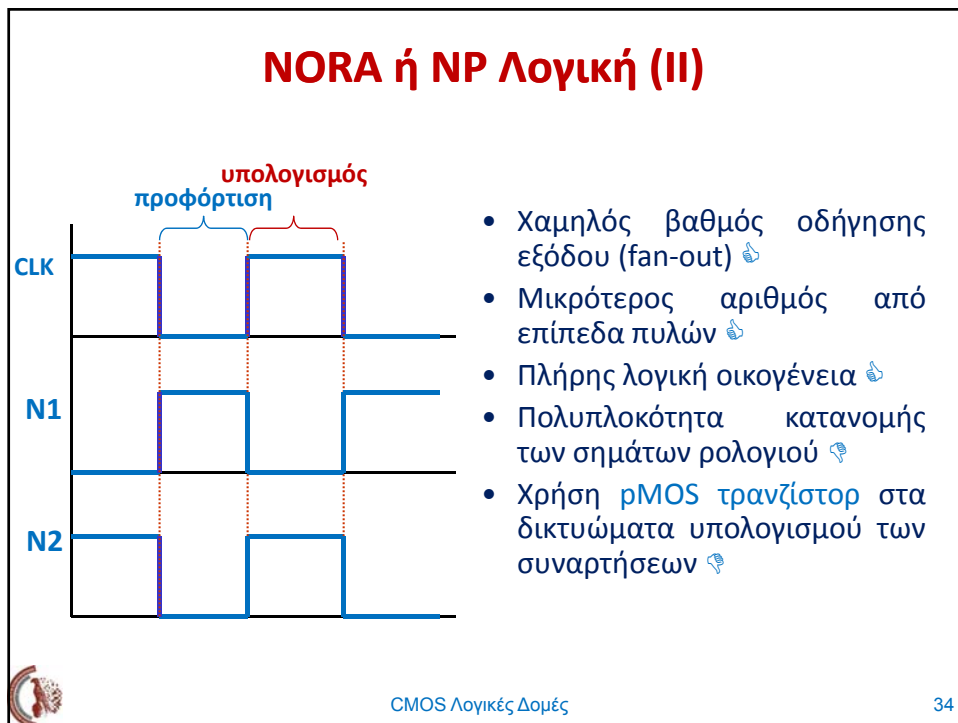 NORA ή NP Λογική (II)
υπολογισμός
προφόρτιση
CLK
N1
N2
• Χαμηλός βαθμός οδήγησης
εξόδου (fan-out) 👍
• Μικρότερος αριθμός από
επίπεδα πυλών 👍
• Πλήρης λογική οικογένεια 👍
• Πολυπλοκότητα κατανομής
των σημάτων ρολογιού 👎
• Χρήση pMOS τρανζίστορ στα
δικτυώματα υπολογισμού των
συναρτήσεων 👎
CMOS Λογικές Δομές
34